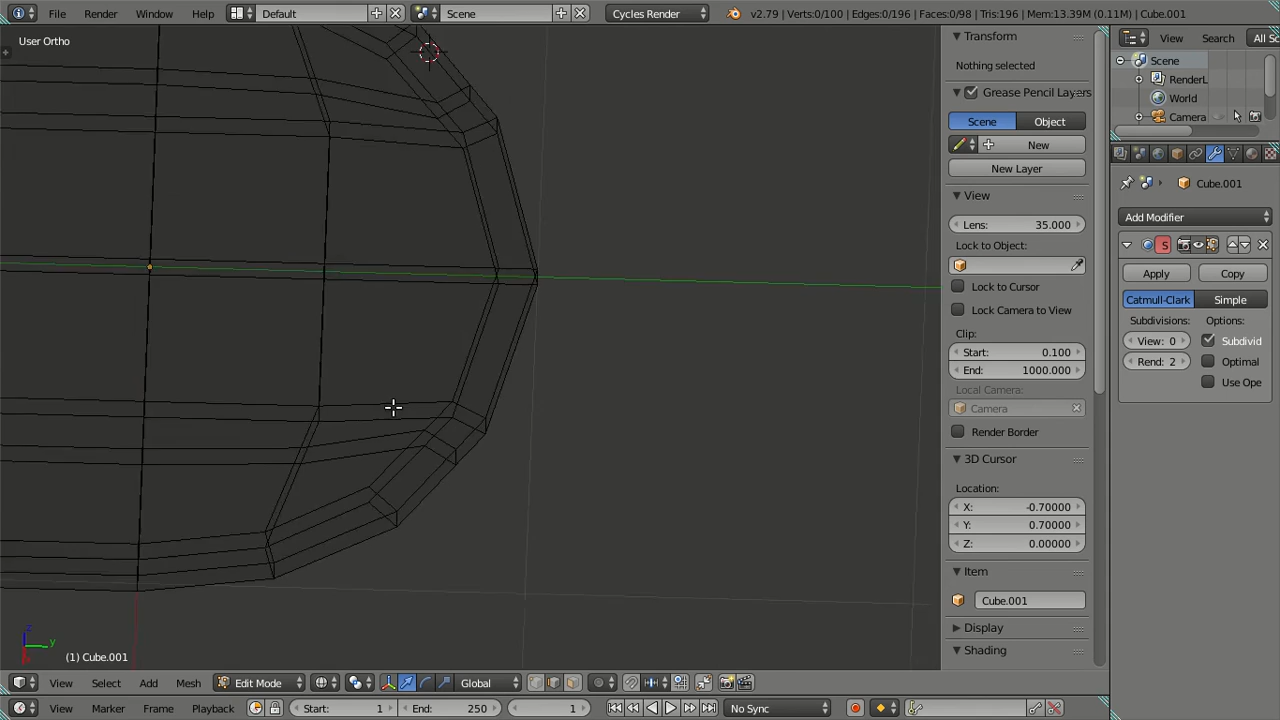 File Render Window Help Default Scene Cycles Render v2.79 | Verts:0/100 | Edges:0/196 | Faces:0/98 | Tris:196 | Mem:13.39M (0.11M) | Cube.001
User Ortho
Transform
Nothing selected
Grease Pencil Layers
Scene Object
New
New Layer
View
Lens: 35.000
Lock to Object:
Lock to Cursor
Lock Camera to View
Clip:
Start: 0.100
End: 1000.000
Local Camera:
Camera
Render Border
3D Cursor
Location:
X: -0.70000
Y: 0.70000
Z: 0.00000
Item
Cube.001
Display
Shading
View Search All Sc
Scene
RenderL
World
Camera
Cube.001
Add Modifier
S
Apply Copy
Catmull-Clark Simple
Subdivisions: Options:
View: 0 Subdivid
Rend: 2 Optimal
Use Ope
z
y
(1) Cube.001
View Select Add Mesh Edit Mode Global
View Marker Frame Playback Start: 1 End: 250 1 No Sync